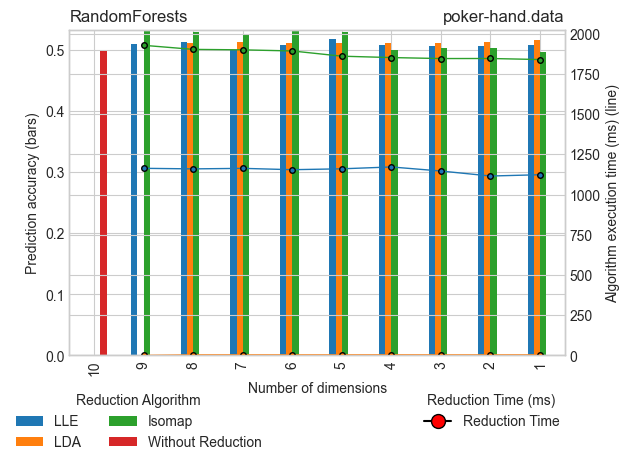 RandomForests poker-hand.data
Prediction accuracy (bars)
0.5
0.4
0.3
0.2
0.1
0.0
2000
1750
1500
1250
1000
750
500
250
0
Algorithm execution time (ms) (line)
10 9 8 7 6 5 4 3 2 1
Number of dimensions
Reduction Algorithm
LLE Isomap
LDA Without Reduction
Reduction Time (ms)
Reduction Time